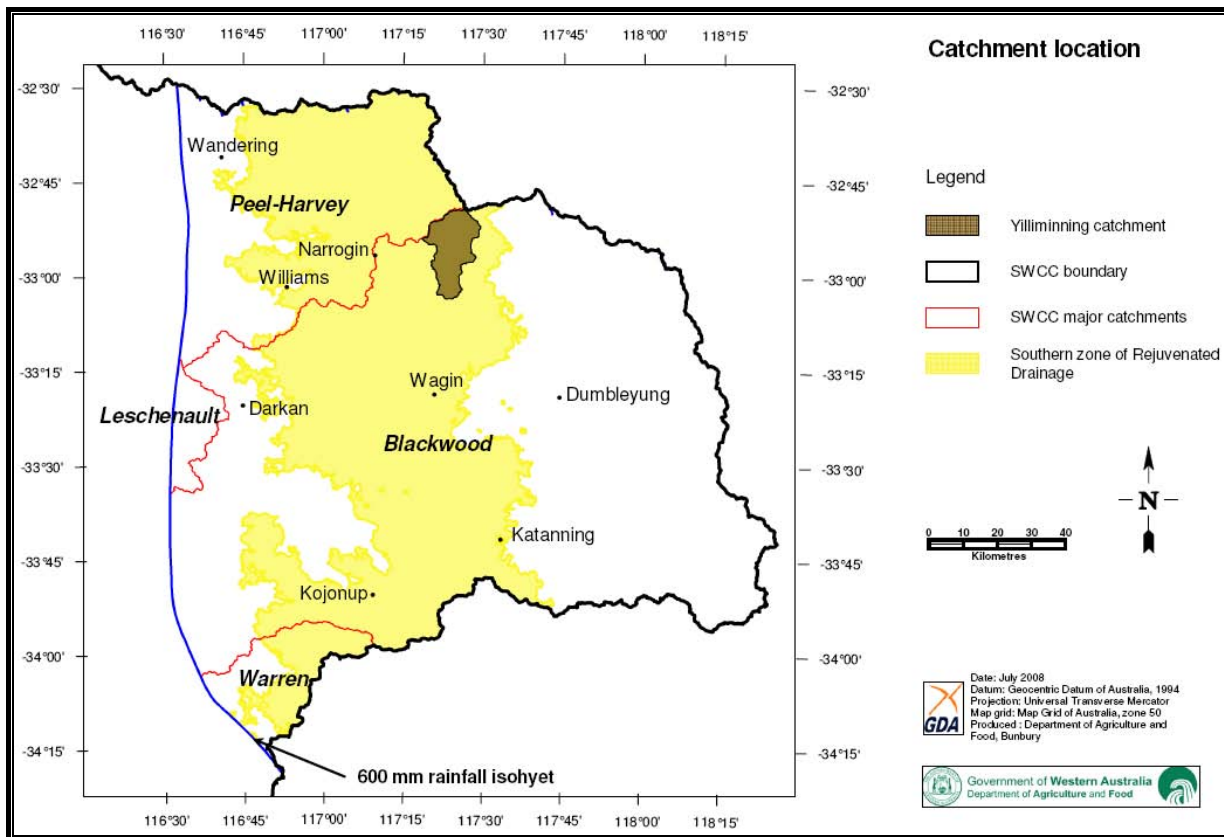 116°30' 116°45' 117°00' 117°15' 117°30' 117°45' 118°00' 118°15'
Catchment location
-32°30' -32°30'
Wandering
-32°45' -32°45'
Legend
Peel-Harvey
Yilliminning catchment
Narrogin
SWCC boundary
Williams
-33°00' -33°00'
SWCC major catchments
Southern zone of Rejuvenated
Drainage
-33°15' -33°15'
Wagin
Dumbleyung
Leschenault
Darkan
Blackwood
-33°30' -33°30'
N
0 10 20 30 40
Kilometres
Katanning
-33°45' -33°45'
Kojonup
-34°00' -34°00'
Warren
Date: July 2008
Datum: Geocentric Datum of Australia, 1994
Projection: Universal Transverse Mercator
Map grid: Map Grid of Australia, zone 50
Produced : Department of Agriculture and
Food, Bunbury
GDA
-34°15' -34°15'
600 mm rainfall isohyet
Government of Western Australia
Department of Agriculture and Food
116°30' 116°45' 117°00' 117°15' 117°30' 117°45' 118°00' 118°15'